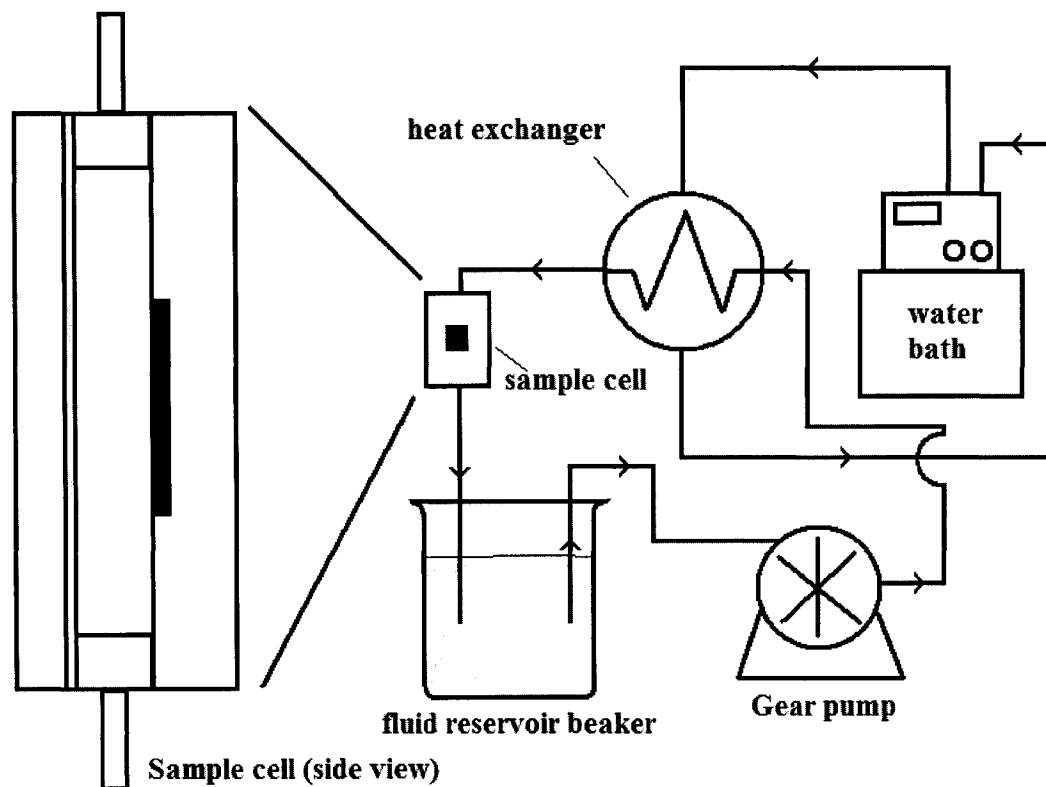 heat exchanger
water
bath
sample cell
fluid reservoir beaker
Gear pump
Sample cell (side view)